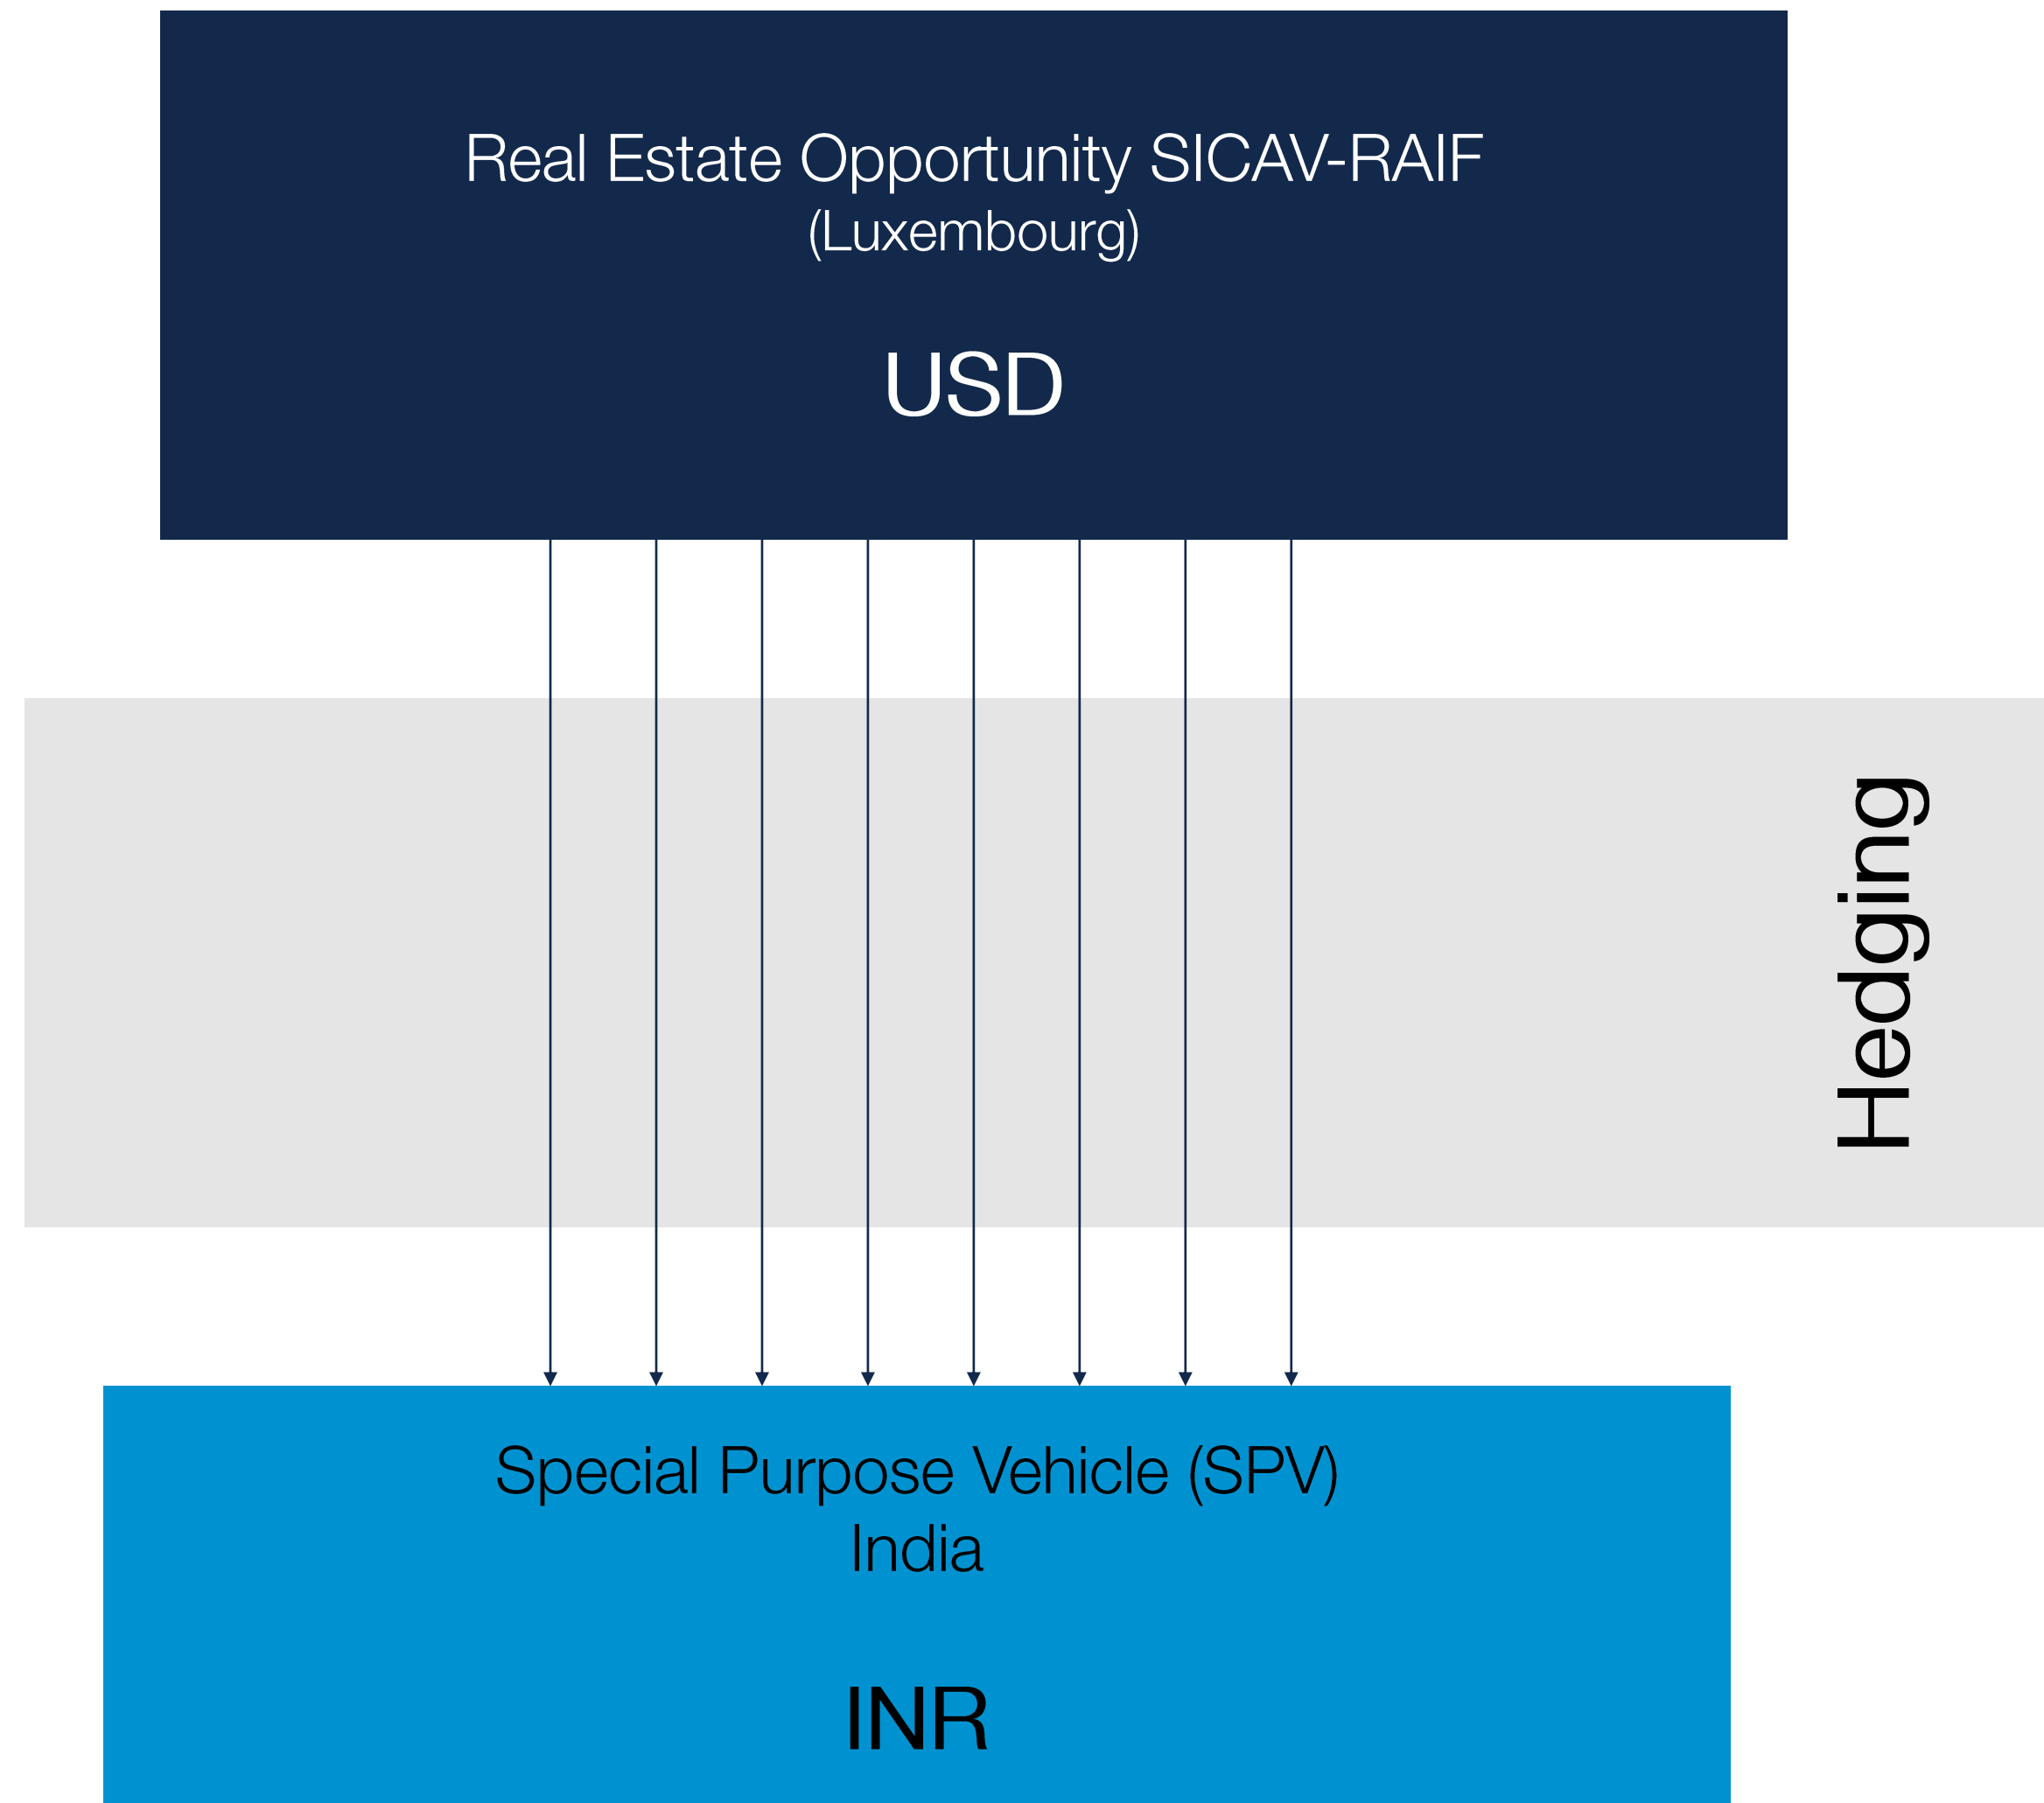 Real Estate Opportunity SICAV-RAIF
(Luxembourg)
USD
Hedging
Special Purpose Vehicle (SPV)
India
INR